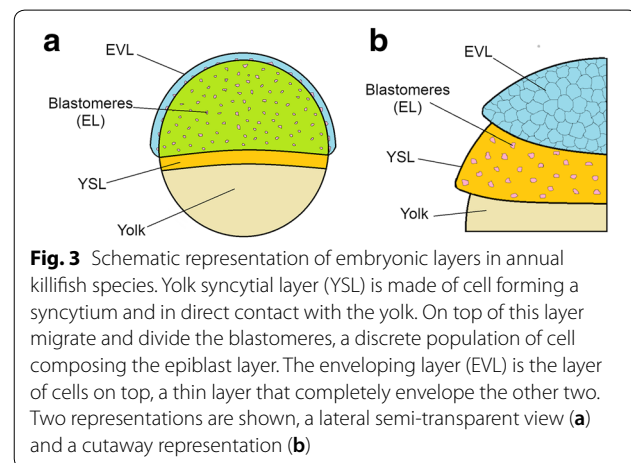 a
EVL
Blastomeres
(EL)
YSL
Yolk
b
EVL
Blastomeres
(EL)
YSL
Yolk
Fig. 3 Schematic representation of embryonic layers in annual
killifish species. Yolk syncytial layer (YSL) is made of cell forming a
syncytium and in direct contact with the yolk. On top of this layer
migrate and divide the blastomeres, a discrete population of cell
composing the epiblast layer. The enveloping layer (EVL) is the layer
of cells on top, a thin layer that completely envelope the other two.
Two representations are shown, a lateral semi-transparent view (a)
and a cutaway representation (b)